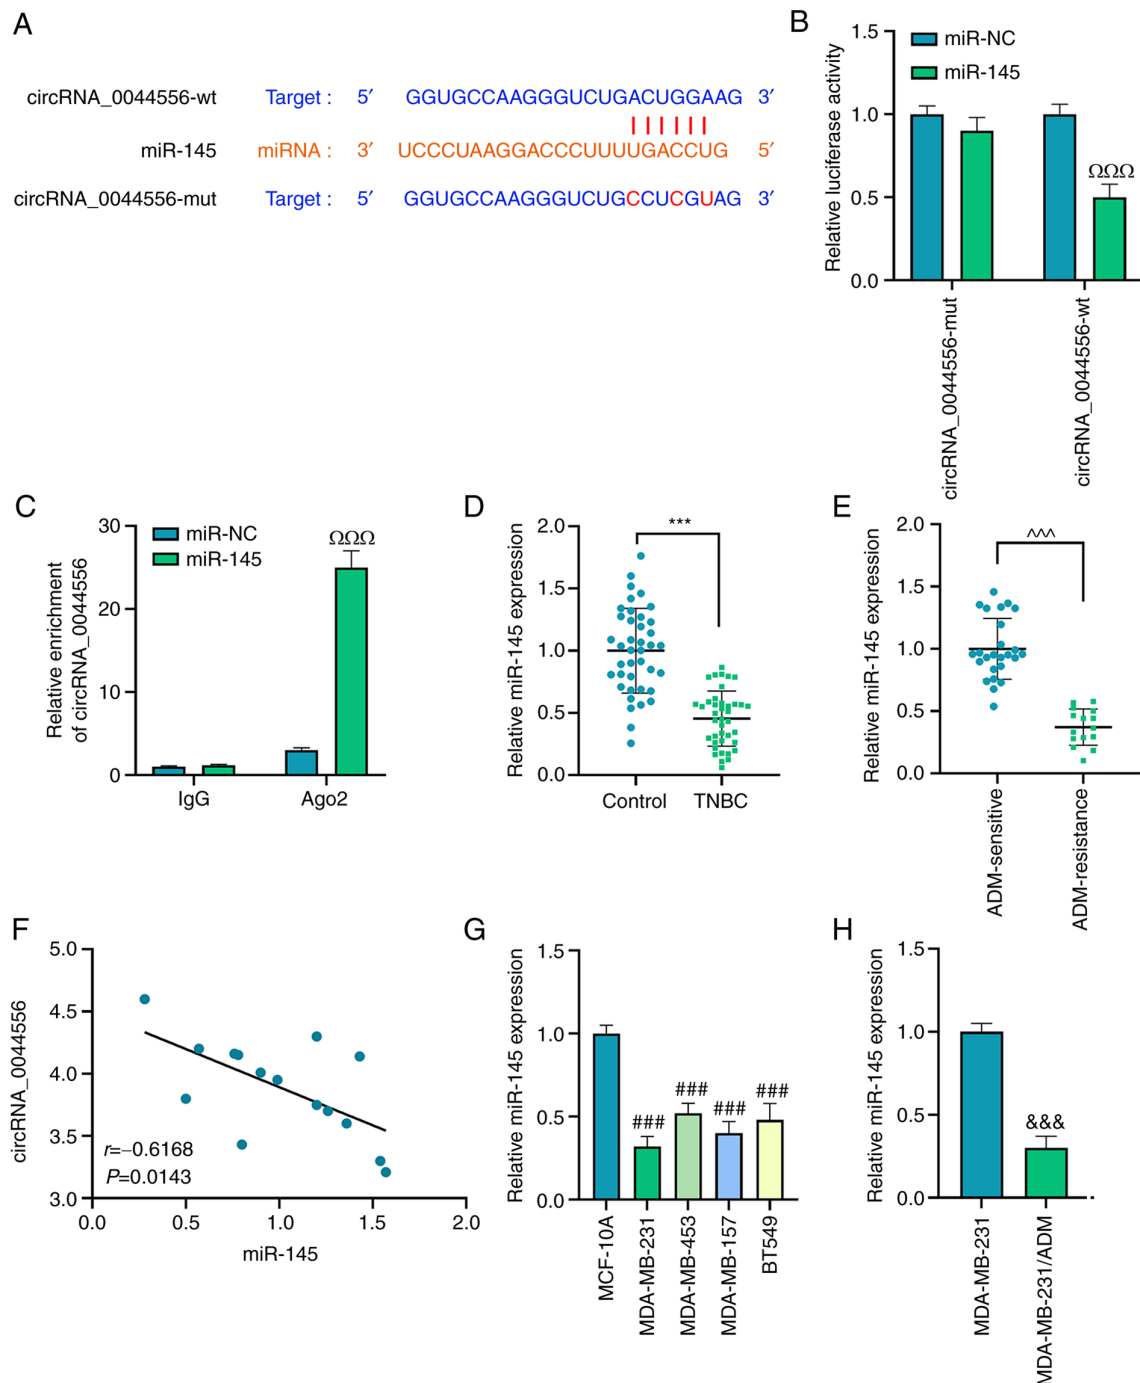 A
circRNA_0044556-wt Target : 5′ GGUGCCAAGGGUCUGACUGGAAG 3′
miR-145 miRNA : 3′ UCCCUAAGGACCCUUUUGACCUG 5′
circRNA_0044556-mut Target : 5′ GGUGCCAAGGGUCUGCCUCGUAG 3′
B
Relative luciferase activity
1.5
1.0
0.5
0.0
miR-NC
miR-145
ΩΩΩ
circRNA_0044556-mut
circRNA_0044556-wt
C
Relative enrichment
of circRNA_0044556
30
20
10
0
miR-NC
miR-145
ΩΩΩ
IgG
Ago2
D
Relative miR-145 expression
2.0
1.5
1.0
0.5
0.0
***
Control
TNBC
E
Relative miR-145 expression
2.0
1.5
1.0
0.5
0.0
^^^
ADM-sensitive
ADM-resistance
F
circRNA_0044556
5.0
4.5
4.0
3.5
3.0
r=−0.6168
P=0.0143
0.0 0.5 1.0 1.5 2.0
miR-145
G
Relative miR-145 expression
1.5
1.0
0.5
0.0
###
###
###
###
MCF-10A
MDA-MB-231
MDA-MB-453
MDA-MB-157
BT549
H
Relative miR-145 expression
1.5
1.0
0.5
0.0
&&&
MDA-MB-231
MDA-MB-231/ADM